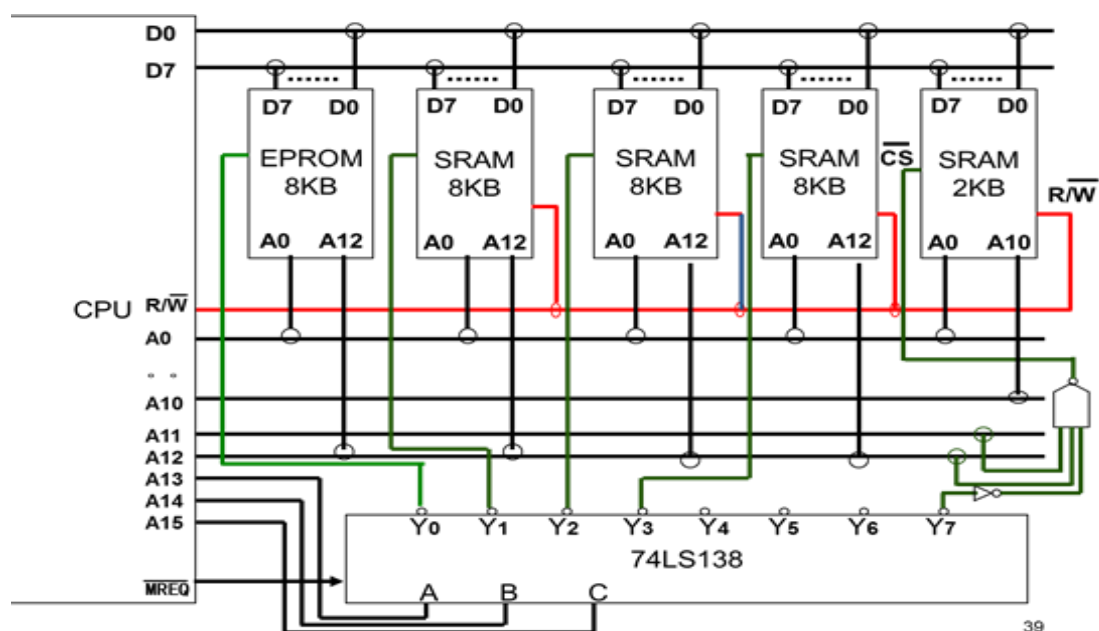 D0
D7
D7 D0 D7 D0 D7 D0 D7 D0 D7 D0
EPROM SRAM SRAM SRAM CS SRAM
8KB 8KB 8KB 8KB 2KB R/W
A0 A12 A0 A12 A0 A12 A0 A12 A0 A10
CPU R/W
A0
A10
A11
A12
A13
A14
A15
Y0 Y1 Y2 Y3 Y4 Y5 Y6 Y7
74LS138
MREQ
A B C
39